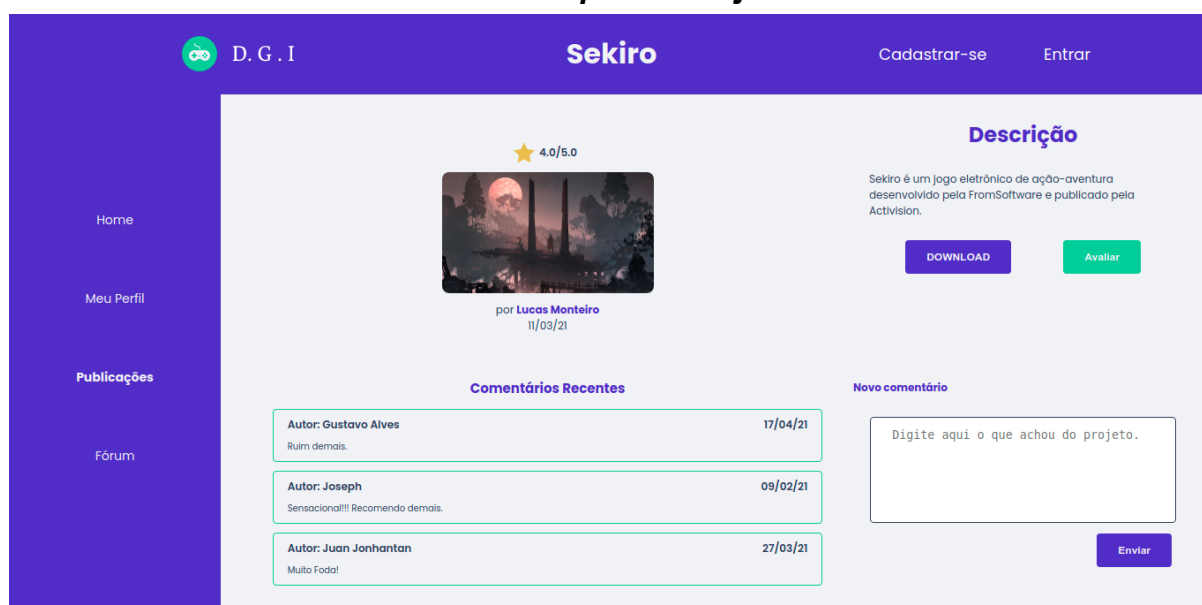 D. G . I
Sekiro
Cadastrar-se
Entrar
Home
Meu Perfil
Publicações
Fórum
4.0/5.0
por Lucas Monteiro
11/03/21
Descrição
Sekiro é um jogo eletrônico de ação-aventura
desenvolvido pela FromSoftware e publicado pela
Activision.
DOWNLOAD
Avaliar
Comentários Recentes
Autor: Gustavo Alves 17/04/21
Ruim demais.
Autor: Joseph 09/02/21
Sensacional!!! Recomendo demais.
Autor: Juan Jonhantan 27/03/21
Muito Foda!
Novo comentário
Digite aqui o que achou do projeto.
Enviar